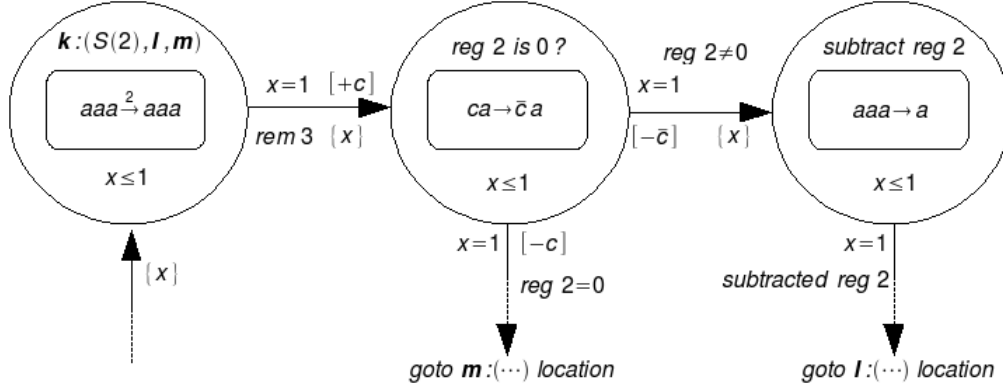 k:(S(2),l,m)
aaa →² aaa
x≤1
{x}
x=1 [+c]
rem 3 {x}
reg 2 is 0 ?
ca→c̄ a
x≤1
x=1 [−c]
reg 2=0
goto m:(⋯) location
reg 2≠0
x=1
[−c̄] {x}
subtract reg 2
aaa→a
x≤1
x=1
subtracted reg 2
goto l:(⋯) location